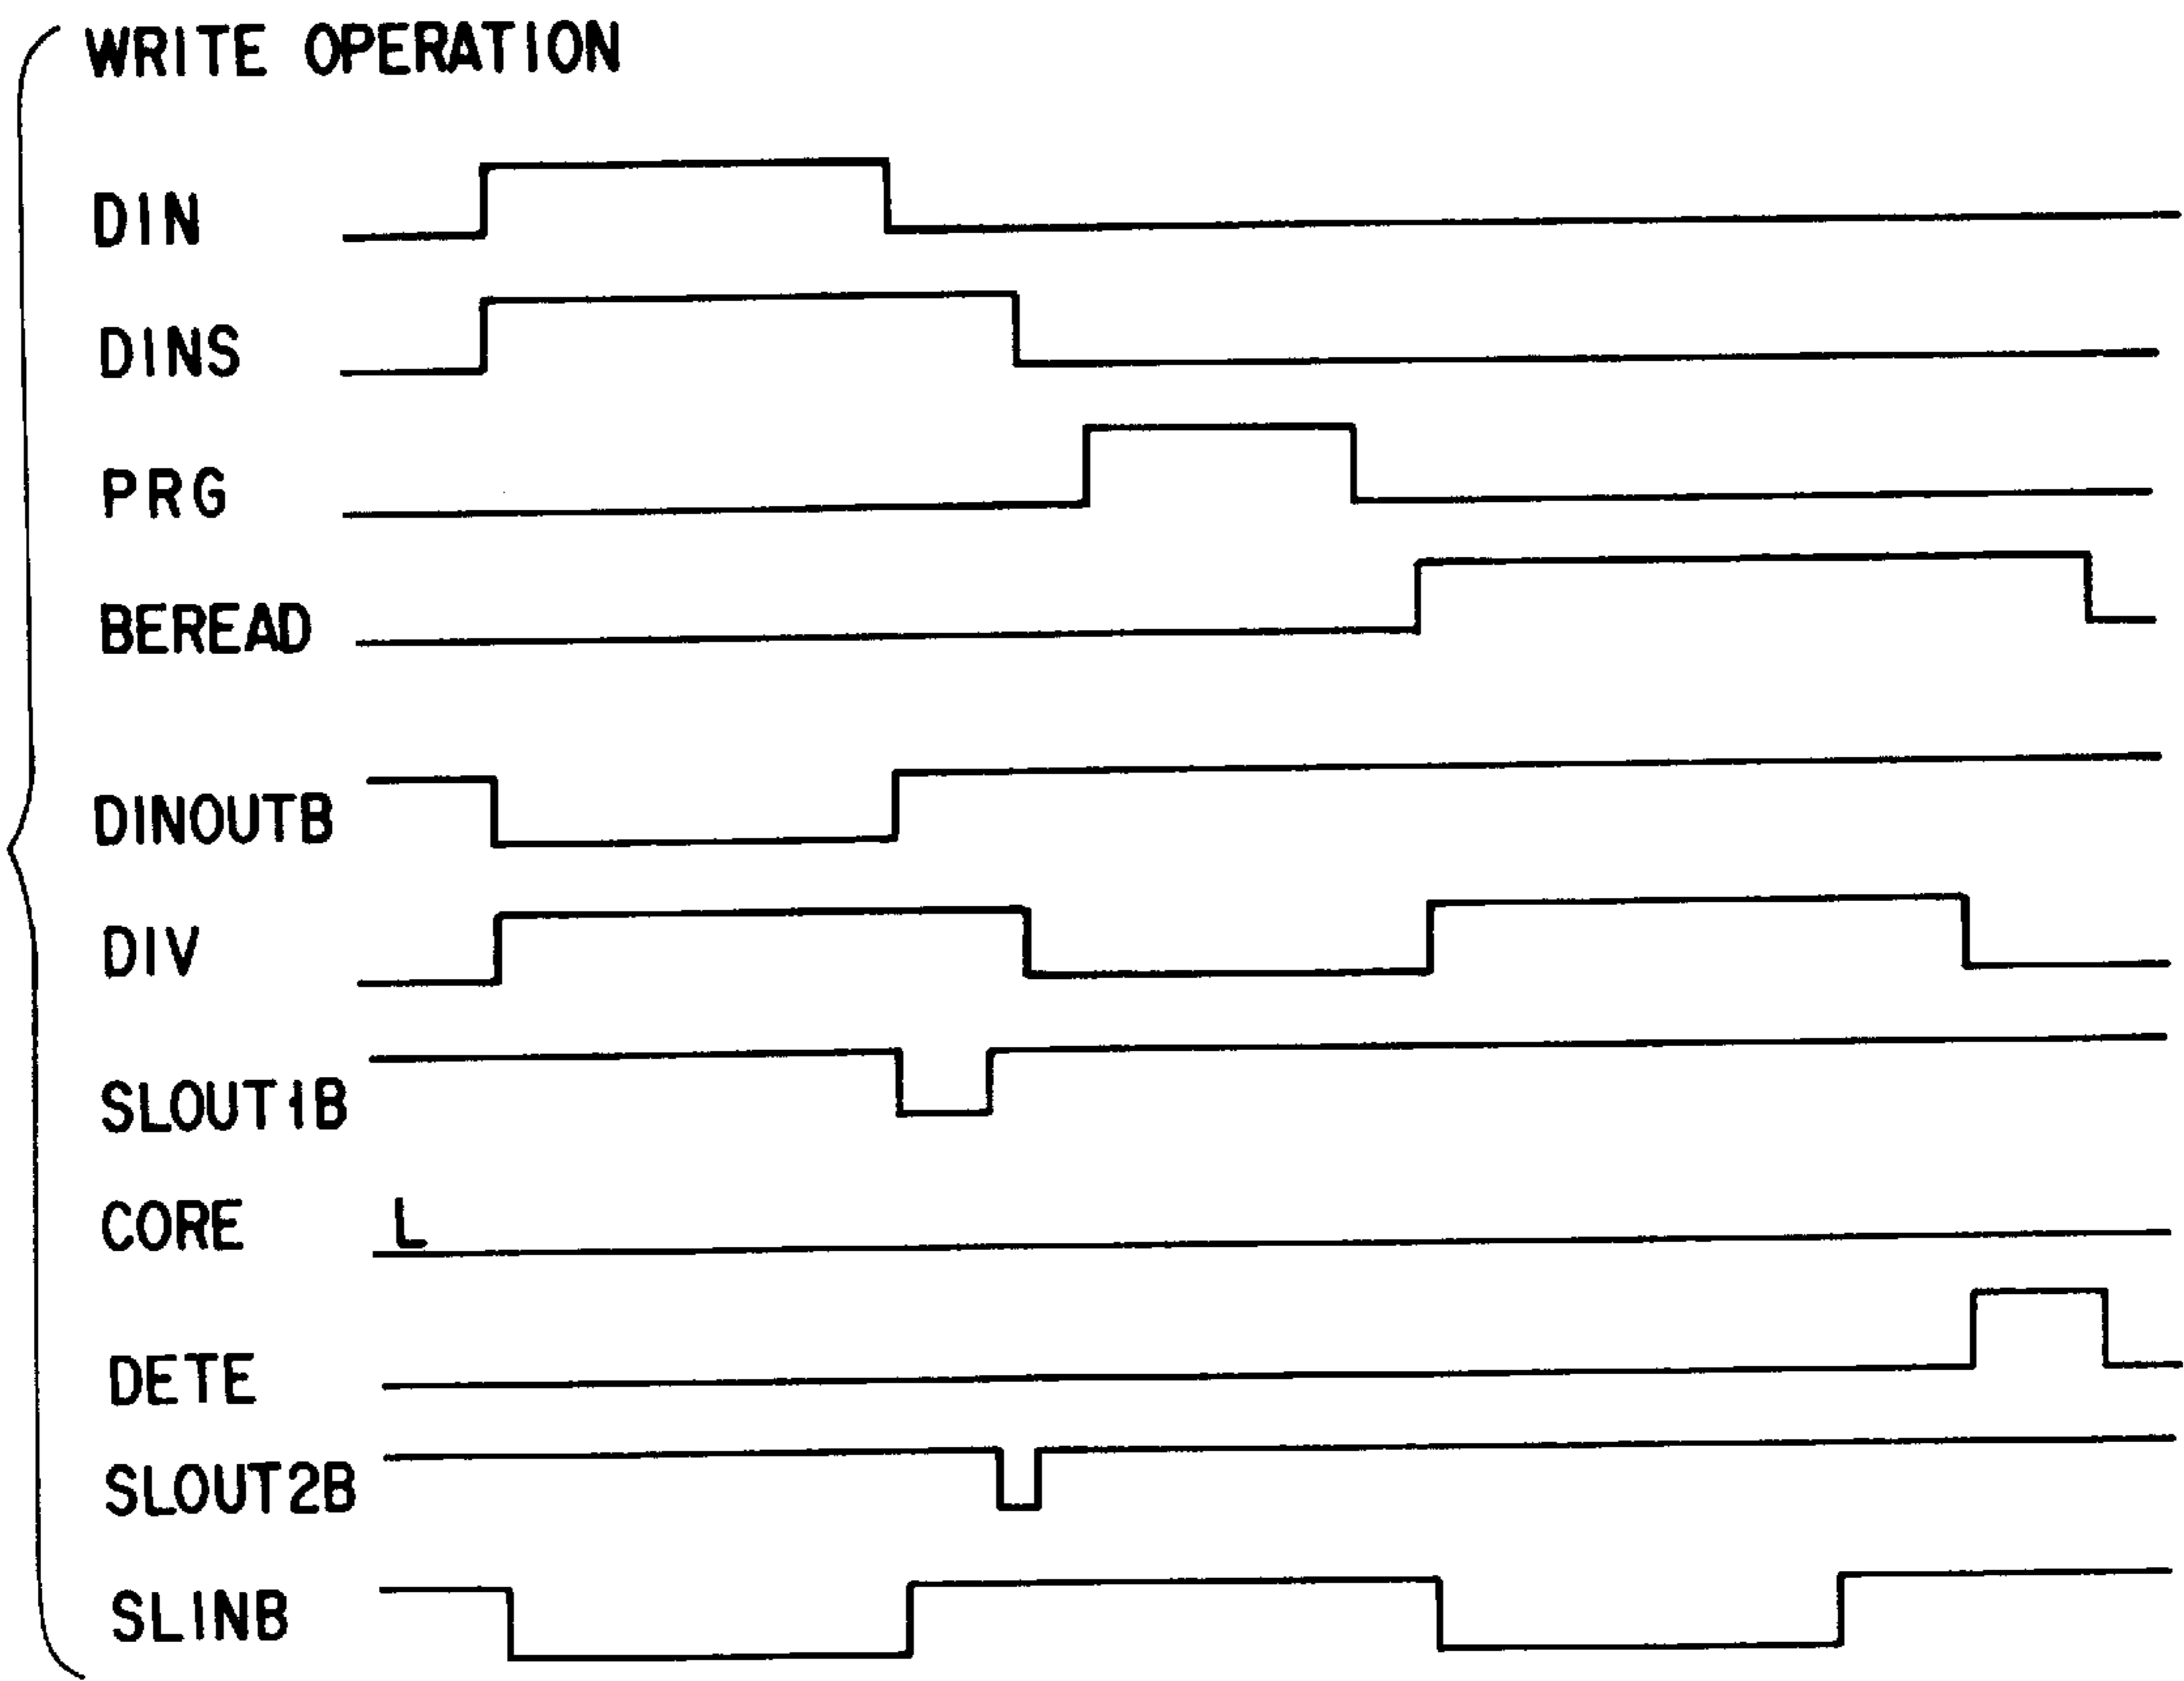 WRITE OPERATION
DIN
DINS
PRG
BEREAD
DINOUTB
DIV
SLOUT1B
CORE L
DETE
SLOUT2B
SLINB